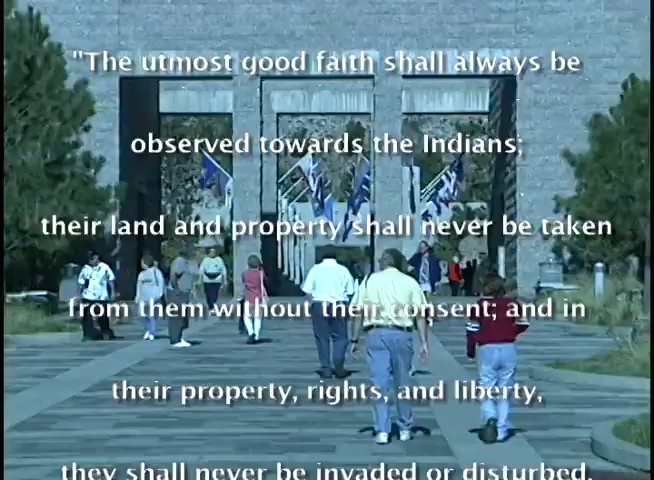 "The utmost good faith shall always be
observed towards the Indians;
their land and property shall never be taken
from them without their consent; and in
their property, rights, and liberty,
they shall never be invaded or disturbed.